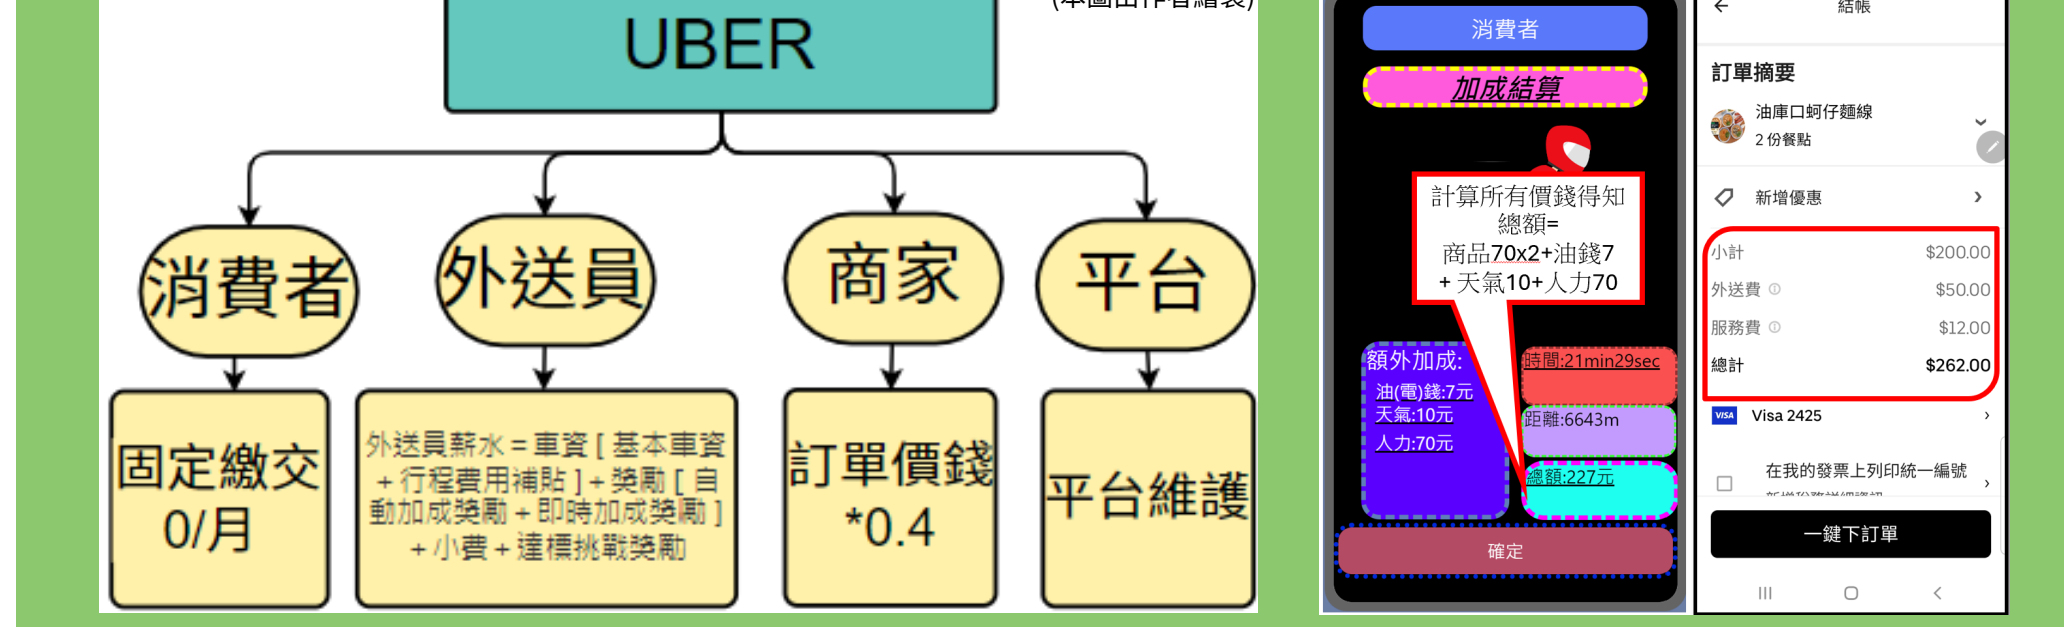 (本圖由作者繪製)
UBER
消費者
外送員
商家
平台
固定繳交
0/月
外送員薪水 = 車資 [ 基本車資
+ 行程費用補貼 ] + 獎勵 [ 自
動加成獎勵 + 即時加成獎勵 ]
+ 小費 + 達標挑戰獎勵
訂單價錢
*0.4
平台維護
消費者
加成結算
計算所有價錢得知
總額=
商品70x2+油錢7
+ 天氣10+人力70
額外加成:
油(電)錢:7元
天氣:10元
人力:70元
時間:21min29sec
距離:6643m
總額:227元
確定
結帳
訂單摘要
油庫口蚵仔麵線
2 份餐點
新增優惠
小計 $200.00
外送費 $50.00
服務費 $12.00
總計 $262.00
VISA Visa 2425
在我的發票上列印統一編號
一鍵下訂單